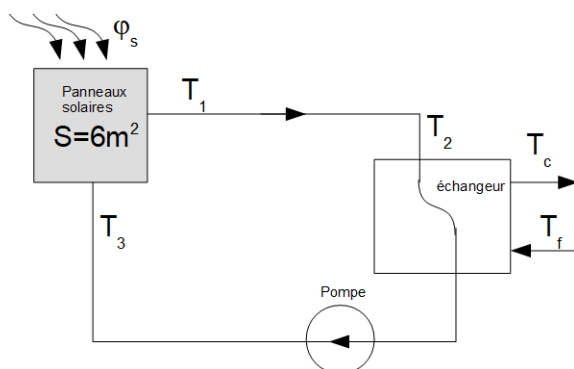 φs
Panneaux
solaires
S=6m²
T1
T2
Tc
échangeur
Tf
T3
Pompe